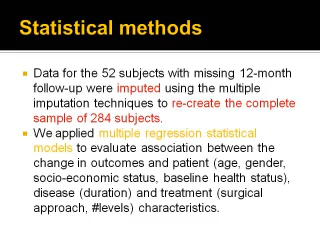 Statistical methods
Data for the 52 subjects with missing 12-month
follow-up were imputed using the multiple
imputation techniques to re-create the complete
sample of 284 subjects.
We applied multiple regression statistical
models to evaluate association between the
change in outcomes and patient (age, gender,
socio-economic status, baseline health status),
disease (duration) and treatment (surgical
approach, #levels) characteristics.